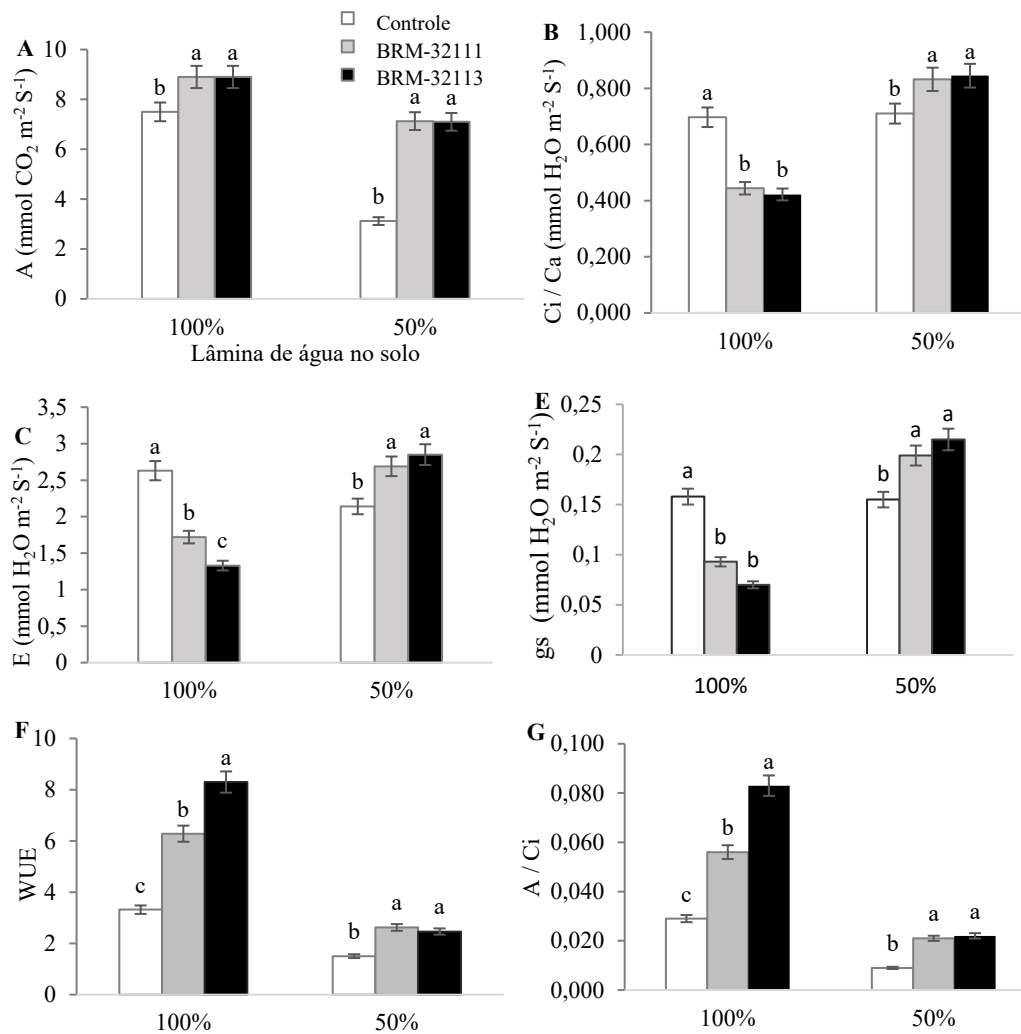 Controle
BRM-32111
BRM-32113
A
A (mmol CO₂ m⁻² S⁻¹)
10
8
6
4
2
0
b
a
a
b
a
a
100%
50%
Lâmina de água no solo
B
Ci / Ca (mmol H₂O m⁻² S⁻¹)
1,000
0,800
0,600
0,400
0,200
0,000
a
b
b
b
a
a
100%
50%
C
E (mmol H₂O m⁻² S⁻¹)
3,5
3
2,5
2
1,5
1
0,5
0
a
b
c
b
a
a
100%
50%
E
gs (mmol H₂O m⁻² S⁻¹)
0,25
0,2
0,15
0,1
0,05
0
a
b
b
b
a
a
100%
50%
F
WUE
10
8
6
4
2
0
c
b
a
b
a
a
100%
50%
G
A / Ci
0,100
0,080
0,060
0,040
0,020
0,000
c
b
a
b
a
a
100%
50%